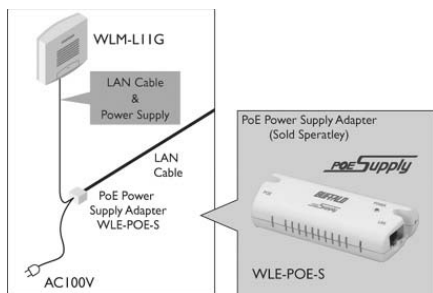 WLM-L11G
LAN Cable
&
Power Supply
LAN
Cable
PoE Power
Supply Adapter
WLE-POE-S
AC100V
PoE Power Supply Adapter
(Sold Speratley)
POE Supply
BUFFALO
WLE-POE-S